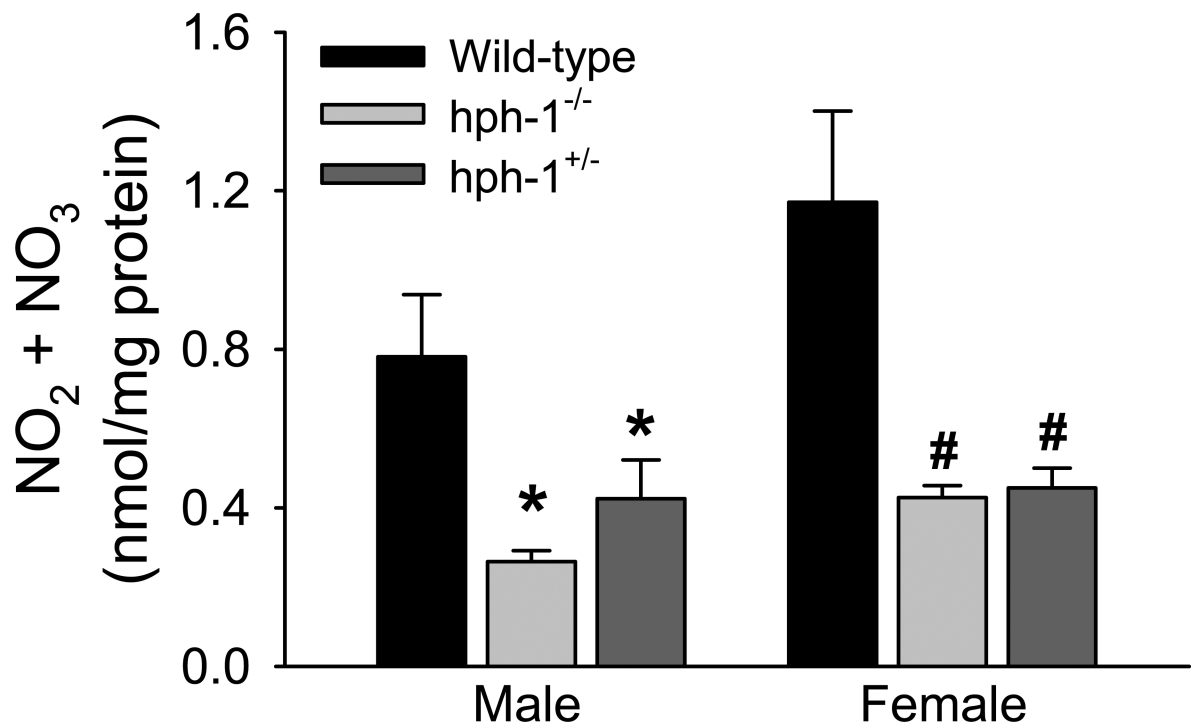 1.6
1.2
0.8
0.4
0.0
NO₂ + NO₃
(nmol/mg protein)
Wild-type
hph-1⁻/⁻
hph-1⁺/⁻
*
*
#
#
Male
Female